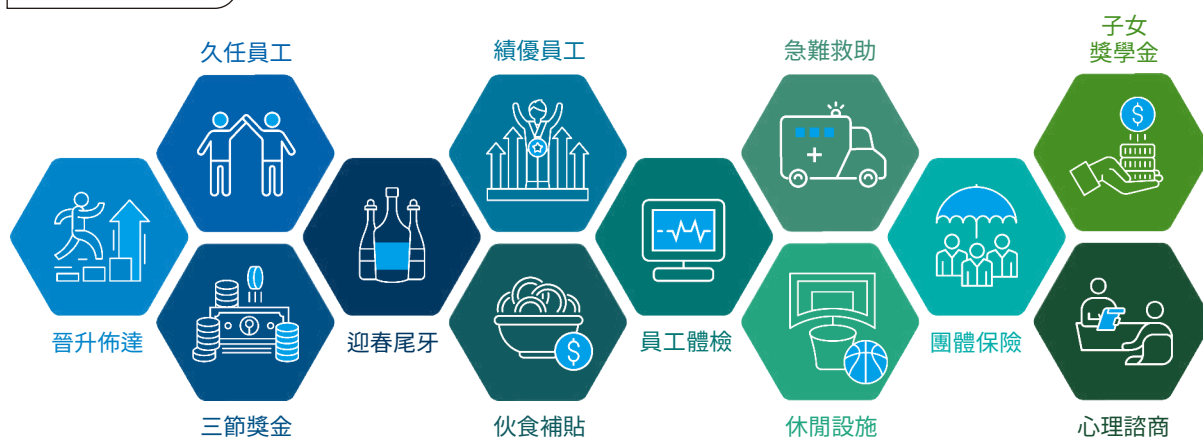 久任員工
績優員工
急難救助
子女
獎學金
晉升佈達
迎春尾牙
員工體檢
團體保險
三節獎金
伙食補貼
休閒設施
心理諮商